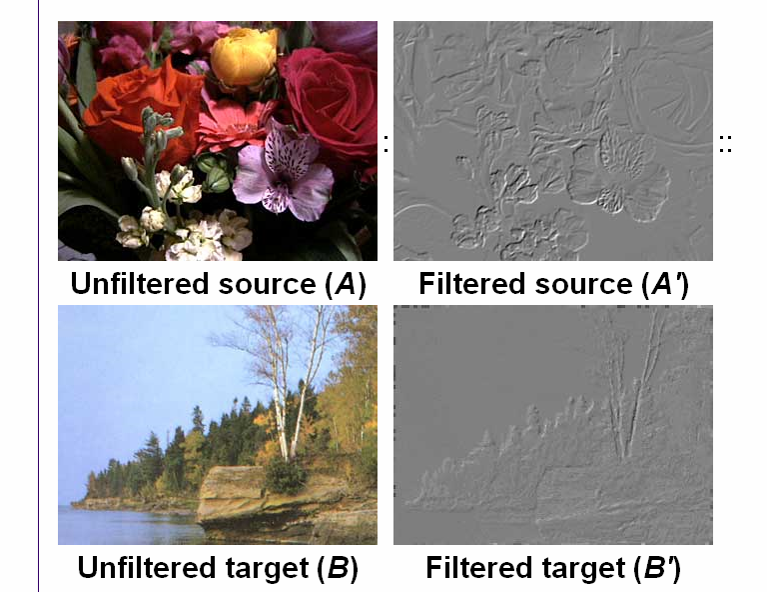 :
::
Unfiltered source (A)
Filtered source (A′)
Unfiltered target (B)
Filtered target (B′)